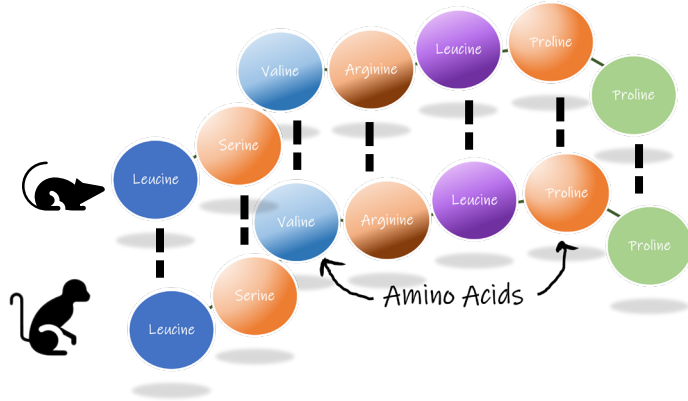 Leucine
Serine
Valine
Arginine
Leucine
Proline
Proline
Leucine
Serine
Valine
Arginine
Leucine
Proline
Proline
Amino Acids